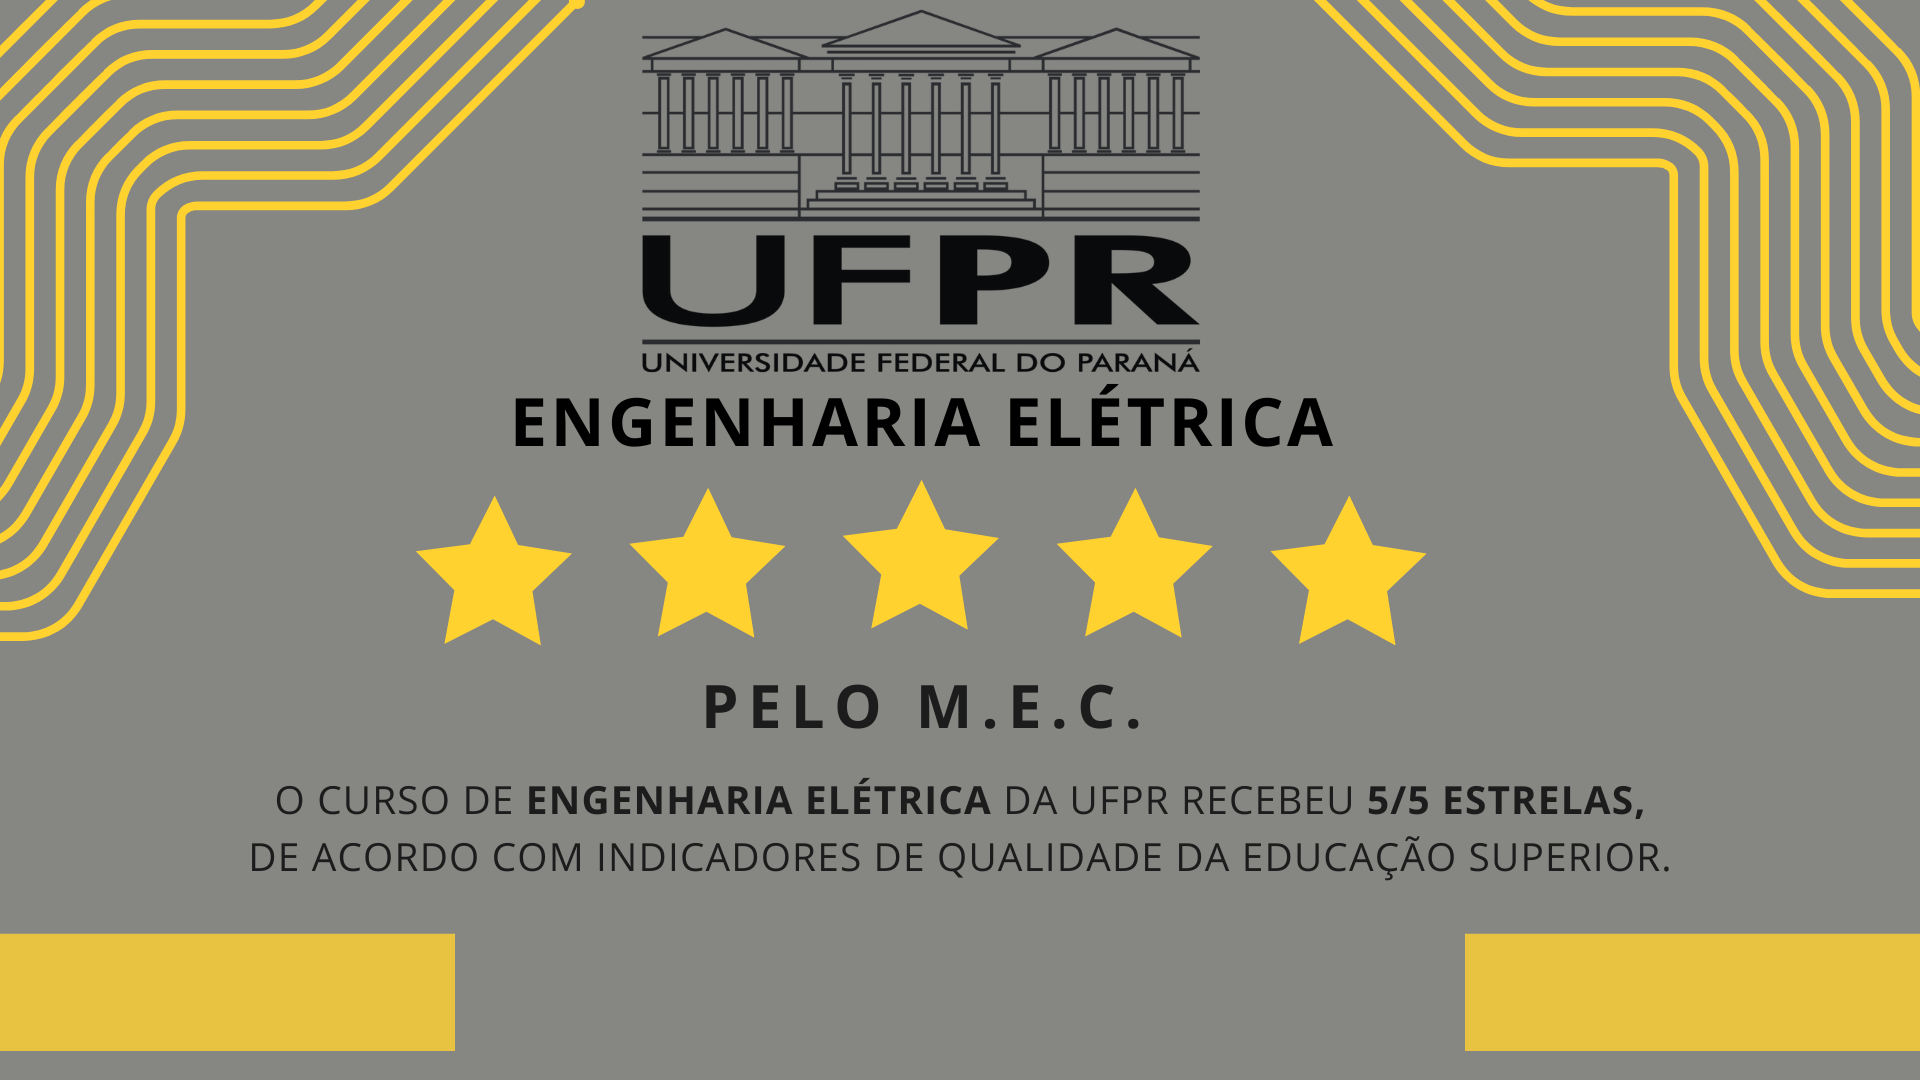 UFPR
UNIVERSIDADE FEDERAL DO PARANÁ
ENGENHARIA ELÉTRICA
PELO M.E.C.
O CURSO DE ENGENHARIA ELÉTRICA DA UFPR RECEBEU 5/5 ESTRELAS,
DE ACORDO COM INDICADORES DE QUALIDADE DA EDUCAÇÃO SUPERIOR.